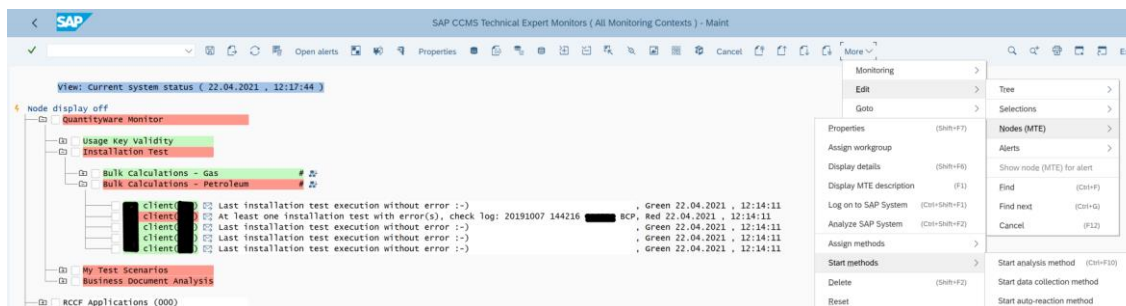 SAP
SAP CCMS Technical Expert Monitors ( All Monitoring Contexts ) - Maint
Open alerts
Properties
Cancel
More
View: Current system status ( 22.04.2021 , 12:17:44 )
Node display off
QuantityWare Monitor
Usage Key Validity
Installation Test
Bulk Calculations - Gas #
Bulk Calculations - Petroleum #
client( ) Last installation test execution without error :-) , Green 22.04.2021 , 12:14:11
client( ) At least one installation test with error(s), check log: 20191007 144216 BCP, Red 22.04.2021 , 12:14:11
client( ) Last installation test execution without error :-) , Green 22.04.2021 , 12:14:11
client( ) Last installation test execution without error :-) , Green 22.04.2021 , 12:14:11
client( ) Last installation test execution without error :-) , Green 22.04.2021 , 12:14:11
My Test Scenarios
Business Document Analysis
RCCF Applications (000)
Monitoring
Edit
Goto
Tree
Selections
Nodes (MTE)
Alerts
Show node (MTE) for alert
Find (Ctrl+F)
Find next (Ctrl+G)
Cancel (F12)
Properties (Shift+F7)
Assign workgroup
Display details (Shift+F6)
Display MTE description (F1)
Log on to SAP System (Ctrl+Shift+F1)
Analyze SAP System (Ctrl+Shift+F2)
Assign methods
Start methods
Delete (Shift+F2)
Reset
Start analysis method (Ctrl+F10)
Start data collection method
Start auto-reaction method